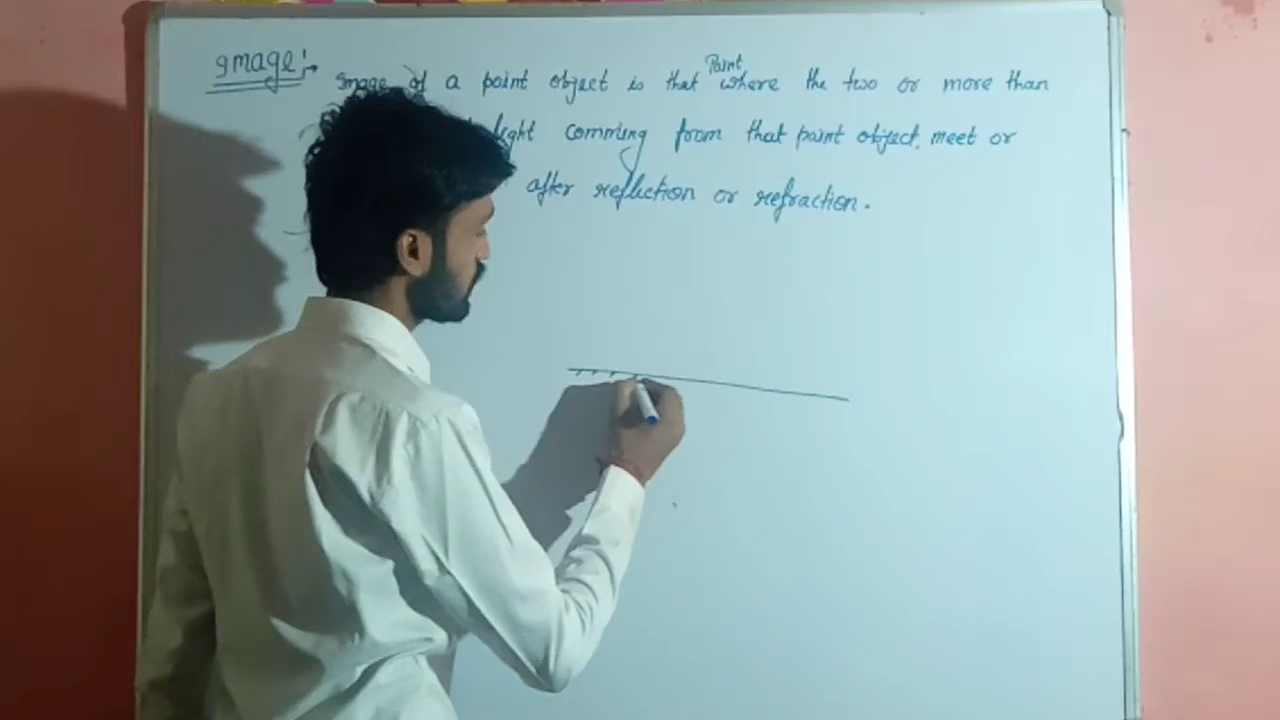 Image:→ Image of a point object is that Point where the two or more than
light comming from that point object, meet or
after reflection or refraction.